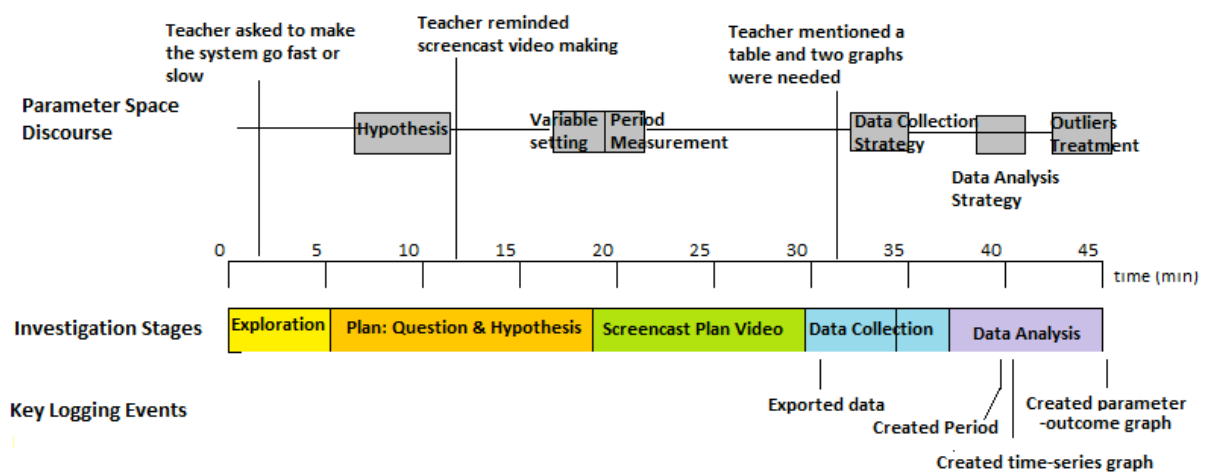 Teacher asked to make
the system go fast or
slow
Teacher reminded
screencast video making
Teacher mentioned a
table and two graphs
were needed
Parameter Space
Discourse
Hypothesis
Variable
setting
Period
Measurement
Data Collection
Strategy
Data Analysis
Strategy
Outliers
Treatment
0 5 10 15 20 25 30 35 40 45
time (min)
Investigation Stages
Exploration
Plan: Question & Hypothesis
Screencast Plan Video
Data Collection
Data Analysis
Key Logging Events
Exported data
Created Period
Created time-series graph
Created parameter
-outcome graph